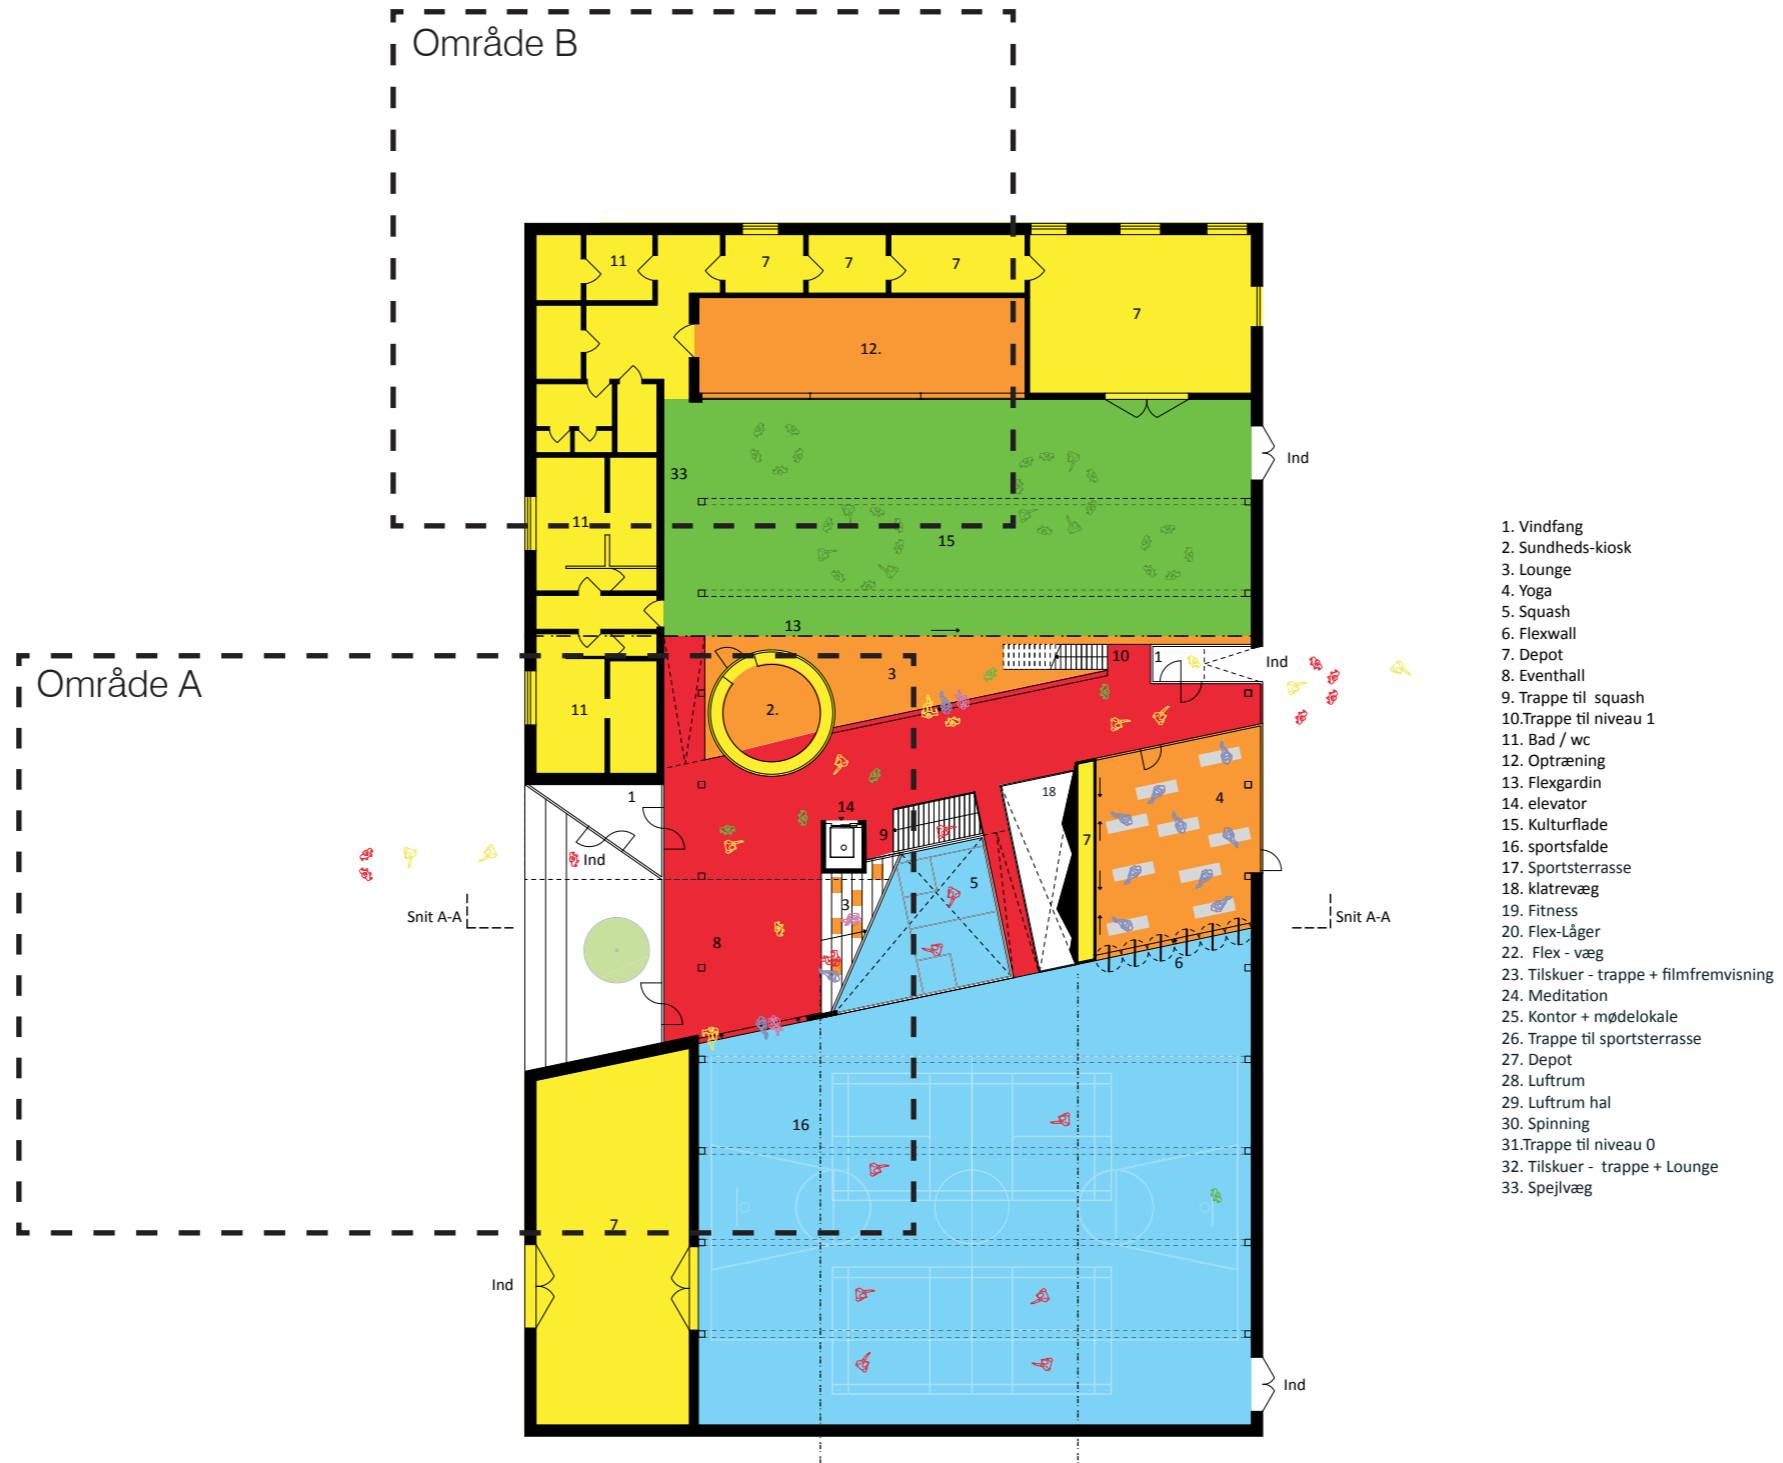 Område B
11
7
7
7
7
12.
33
Ind
11
15
13
10
1
Ind
3
Område A
11
2.
1
14
18
4
9
7
Ind
5
3
Snit A-A
Snit A-A
8
6
16
7
Ind
Ind
1. Vindfang
2. Sundheds-kiosk
3. Lounge
4. Yoga
5. Squash
6. Flexwall
7. Depot
8. Eventhall
9. Trappe til squash
10.Trappe til niveau 1
11. Bad / wc
12. Optræning
13. Flexgardin
14. elevator
15. Kulturflade
16. sportsfalde
17. Sportsterrasse
18. klatrevæg
19. Fitness
20. Flex-Låger
22. Flex - væg
23. Tilskuer - trappe + filmfremvisning
24. Meditation
25. Kontor + mødelokale
26. Trappe til sportsterrasse
27. Depot
28. Luftrum
29. Luftrum hal
30. Spinning
31.Trappe til niveau 0
32. Tilskuer - trappe + Lounge
33. Spejlvæg